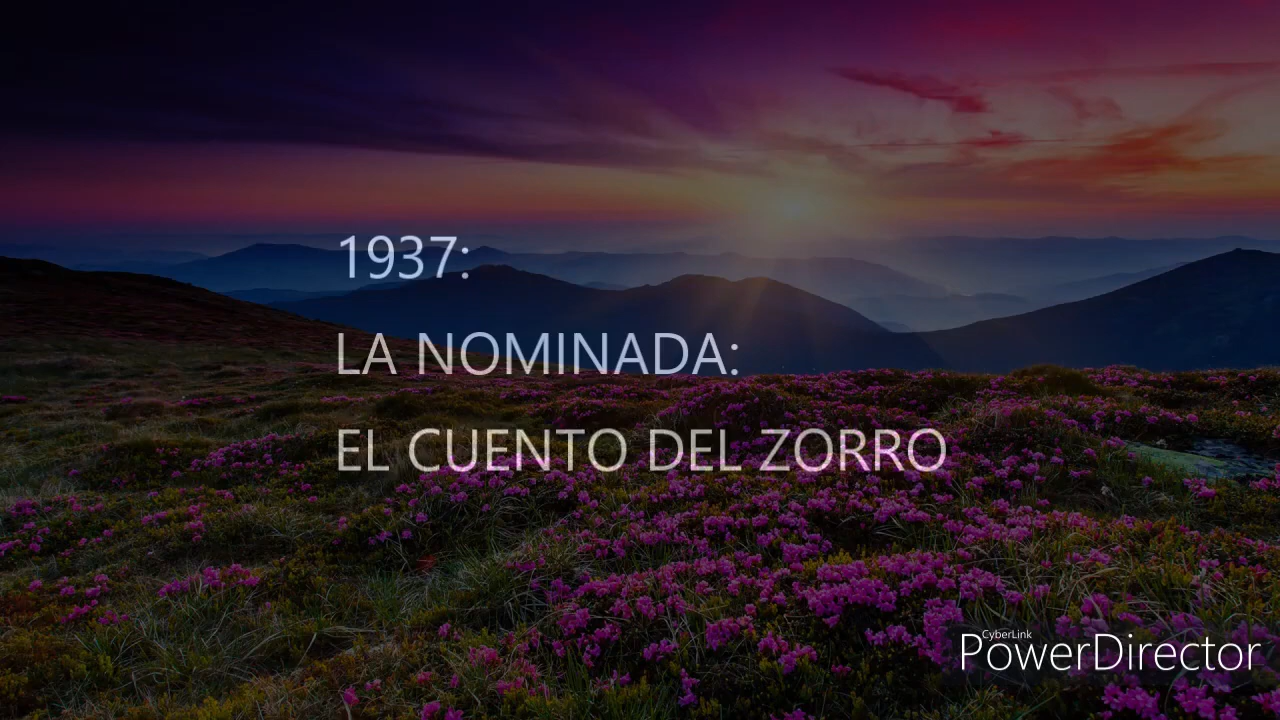 1937:
LA NOMINADA:
EL CUENTO DEL ZORRO
CyberLink
PowerDirector